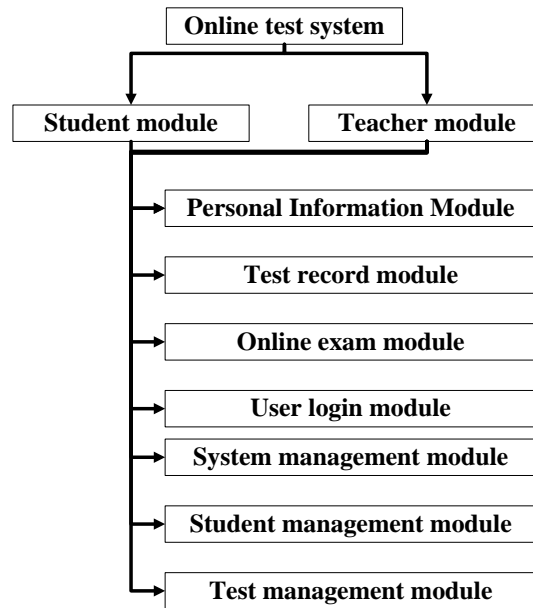 Online test system
Student module
Teacher module
Personal Information Module
Test record module
Online exam module
User login module
System management module
Student management module
Test management module